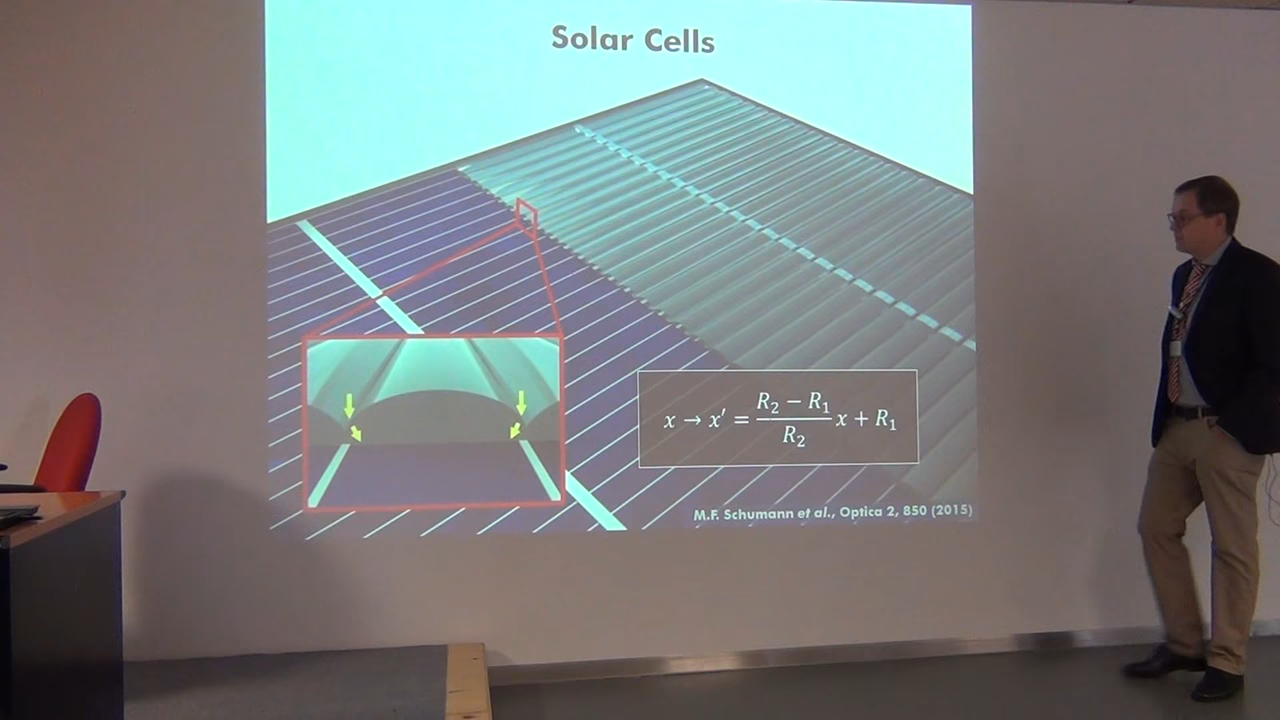 Solar Cells
x → x′ = (R₂ − R₁)/R₂ x + R₁
M.F. Schumann et al., Optica 2, 850 (2015)